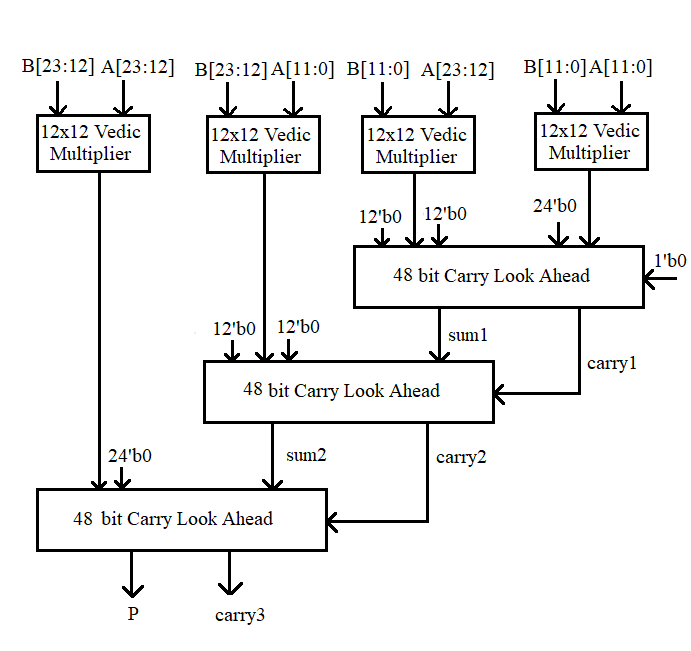 B[23:12] A[23:12] B[23:12] A[11:0] B[11:0] A[23:12] B[11:0] A[11:0]
12x12 Vedic
Multiplier
12x12 Vedic
Multiplier
12x12 Vedic
Multiplier
12x12 Vedic
Multiplier
12'b0 12'b0 24'b0
1'b0
48 bit Carry Look Ahead
12'b0 12'b0
sum1
carry1
48 bit Carry Look Ahead
24'b0
sum2
carry2
48 bit Carry Look Ahead
P
carry3